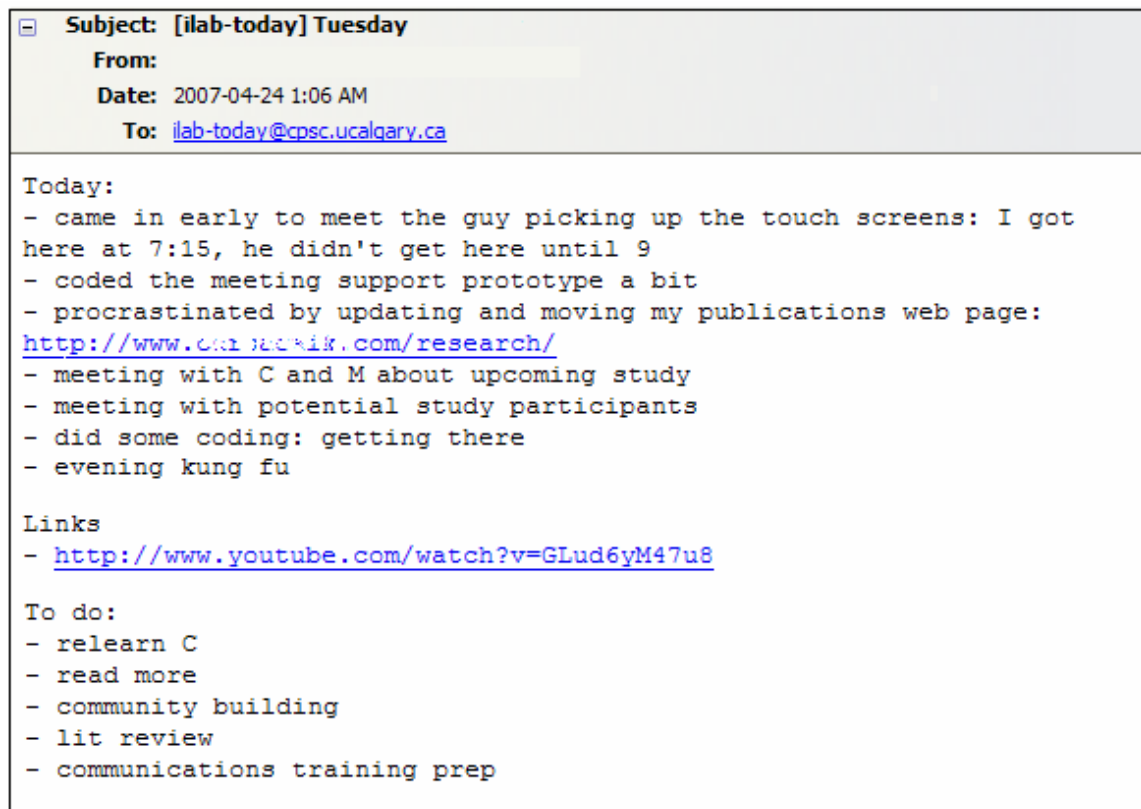 Subject: [ilab-today] Tuesday
From:
Date: 2007-04-24 1:06 AM
To: ilab-today@cpsc.ucalgary.ca
Today:
- came in early to meet the guy picking up the touch screens: I got
here at 7:15, he didn't get here until 9
- coded the meeting support prototype a bit
- procrastinated by updating and moving my publications web page:
http://www. .com/research/
- meeting with C and M about upcoming study
- meeting with potential study participants
- did some coding: getting there
- evening kung fu
Links
- http://www.youtube.com/watch?v=GLud6yM47u8
To do:
- relearn C
- read more
- community building
- lit review
- communications training prep